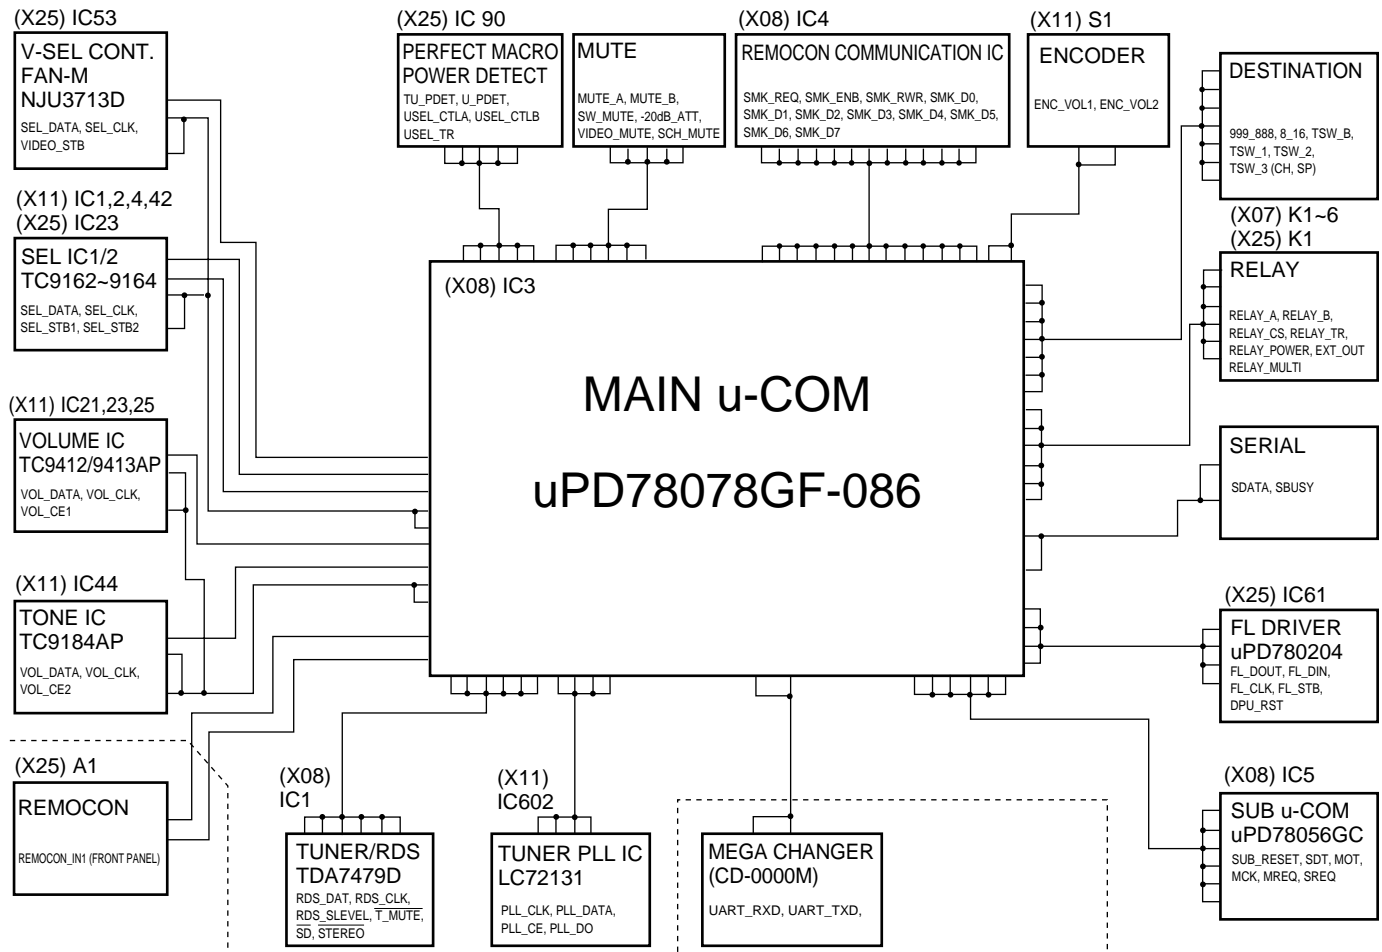 (X25) IC53
V-SEL CONT.
FAN-M
NJU3713D
SEL_DATA, SEL_CLK,
VIDEO_STB
(X25) IC 90
PERFECT MACRO
POWER DETECT
TU_PDET, U_PDET,
USEL_CTLA, USEL_CTLB
USEL_TR
MUTE
MUTE_A, MUTE_B,
SW_MUTE, -20dB_ATT,
VIDEO_MUTE, SCH_MUTE
(X08) IC4
REMOCON COMMUNICATION IC
SMK_REQ, SMK_ENB, SMK_RWR, SMK_D0,
SMK_D1, SMK_D2, SMK_D3, SMK_D4, SMK_D5,
SMK_D6, SMK_D7
(X11) S1
ENCODER
ENC_VOL1, ENC_VOL2
DESTINATION
999_888, 8_16, TSW_B,
TSW_1, TSW_2,
TSW_3 (CH, SP)
(X11) IC1,2,4,42
(X25) IC23
SEL IC1/2
TC9162~9164
SEL_DATA, SEL_CLK,
SEL_STB1, SEL_STB2
(X07) K1~6
(X25) K1
RELAY
RELAY_A, RELAY_B,
RELAY_CS, RELAY_TR,
RELAY_POWER, EXT_OUT
RELAY_MULTI
(X08) IC3
MAIN u-COM
uPD78078GF-086
(X11) IC21,23,25
VOLUME IC
TC9412/9413AP
VOL_DATA, VOL_CLK,
VOL_CE1
SERIAL
SDATA, SBUSY
(X11) IC44
TONE IC
TC9184AP
VOL_DATA, VOL_CLK,
VOL_CE2
(X25) IC61
FL DRIVER
uPD780204
FL_DOUT, FL_DIN,
FL_CLK, FL_STB,
DPU_RST
(X25) A1
REMOCON
REMOCON_IN1 (FRONT PANEL)
(X08)
IC1
TUNER/RDS
TDA7479D
RDS_DAT, RDS_CLK,
RDS_SLEVEL, T_MUTE,
SD, STEREO
(X11)
IC602
TUNER PLL IC
LC72131
PLL_CLK, PLL_DATA,
PLL_CE, PLL_DO
MEGA CHANGER
(CD-0000M)
UART_RXD, UART_TXD,
(X08) IC5
SUB u-COM
uPD78056GC
SUB_RESET, SDT, MOT,
MCK, MREQ, SREQ